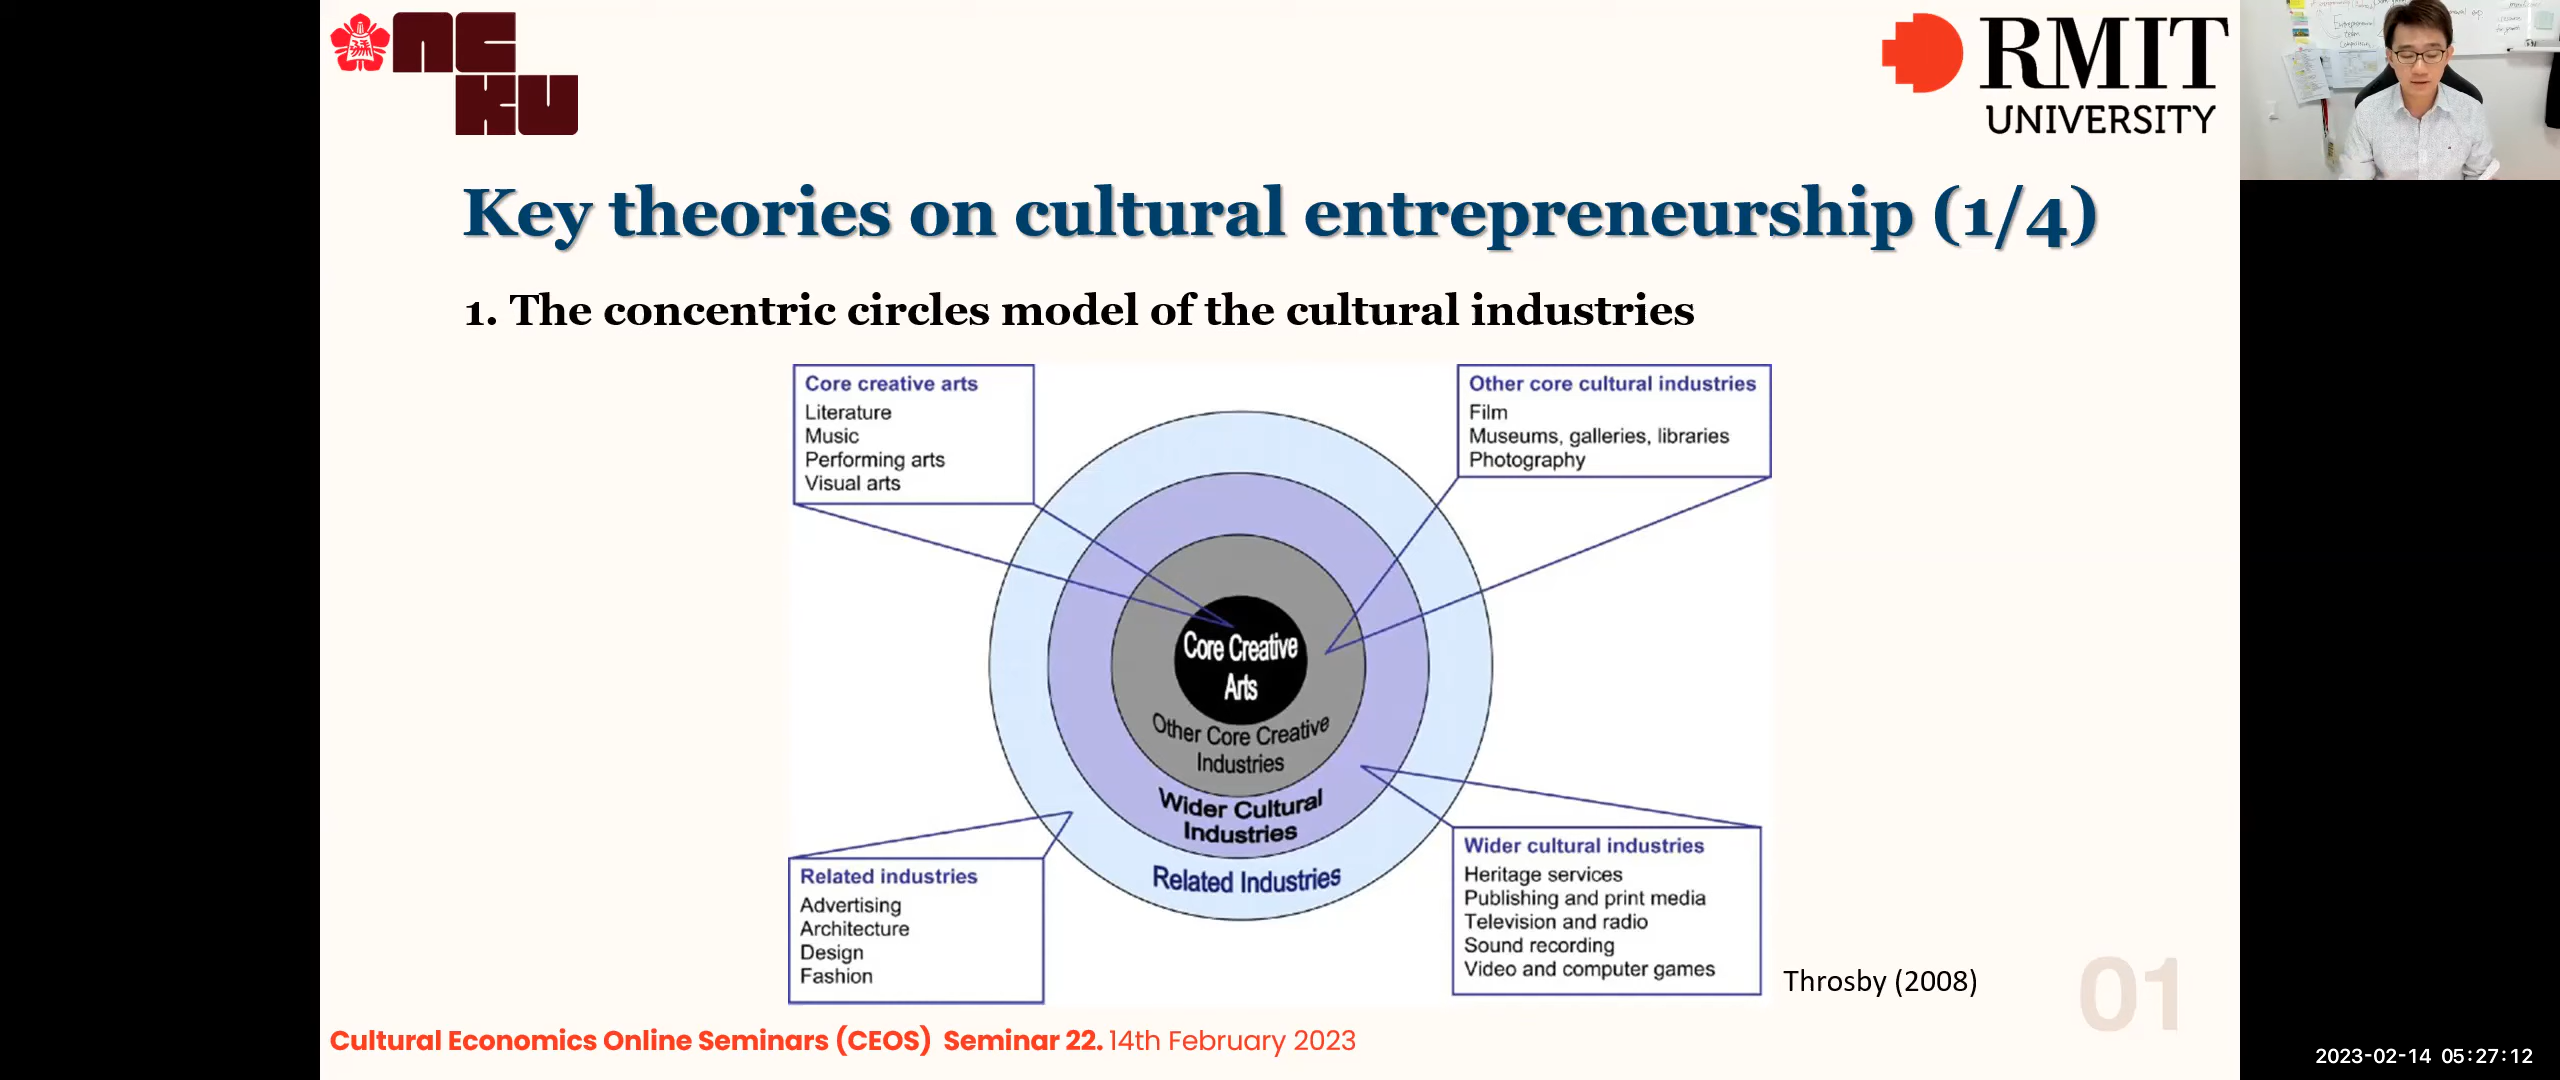 NCKU
RMIT
UNIVERSITY
Key theories on cultural entrepreneurship (1/4)
1. The concentric circles model of the cultural industries
Core creative arts
Literature
Music
Performing arts
Visual arts
Other core cultural industries
Film
Museums, galleries, libraries
Photography
Core Creative
Arts
Other Core Creative
Industries
Wider Cultural
Industries
Related Industries
Related industries
Advertising
Architecture
Design
Fashion
Wider cultural industries
Heritage services
Publishing and print media
Television and radio
Sound recording
Video and computer games
Throsby (2008)
01
Cultural Economics Online Seminars (CEOS) Seminar 22. 14th February 2023
2023-02-14 05:27:12